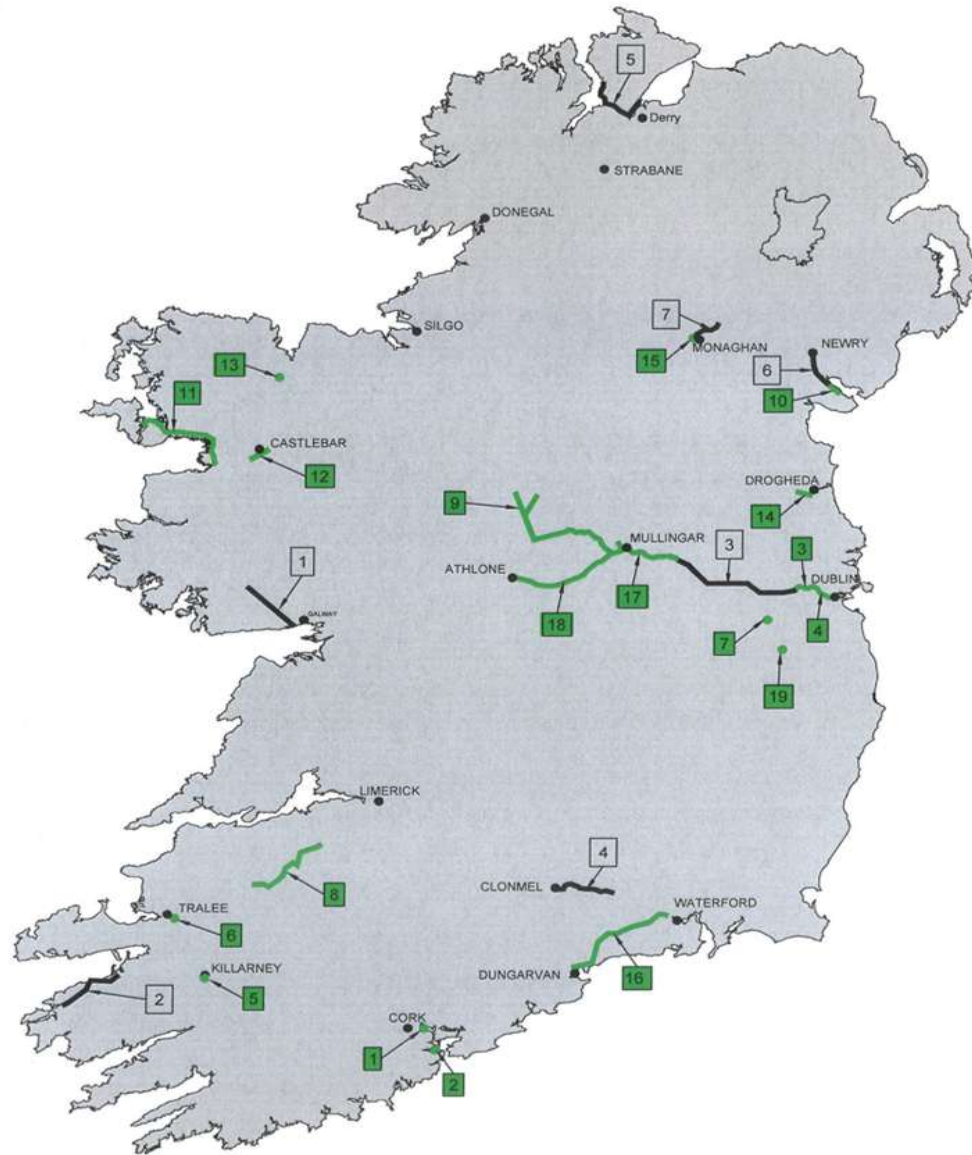 5
Derry
STRABANE
DONEGAL
7
SILGO
MONAGHAN
NEWRY
15
6
13
10
11
CASTLEBAR
12
DROGHEDA
9
14
MULLINGAR
3
3
1
ATHLONE
DUBLIN
GALWAY
18
17
4
7
19
LIMERICK
4
8
CLONMEL
TRALEE
WATERFORD
6
KILLARNEY
DUNGARVAN
16
2
5
CORK
1
2